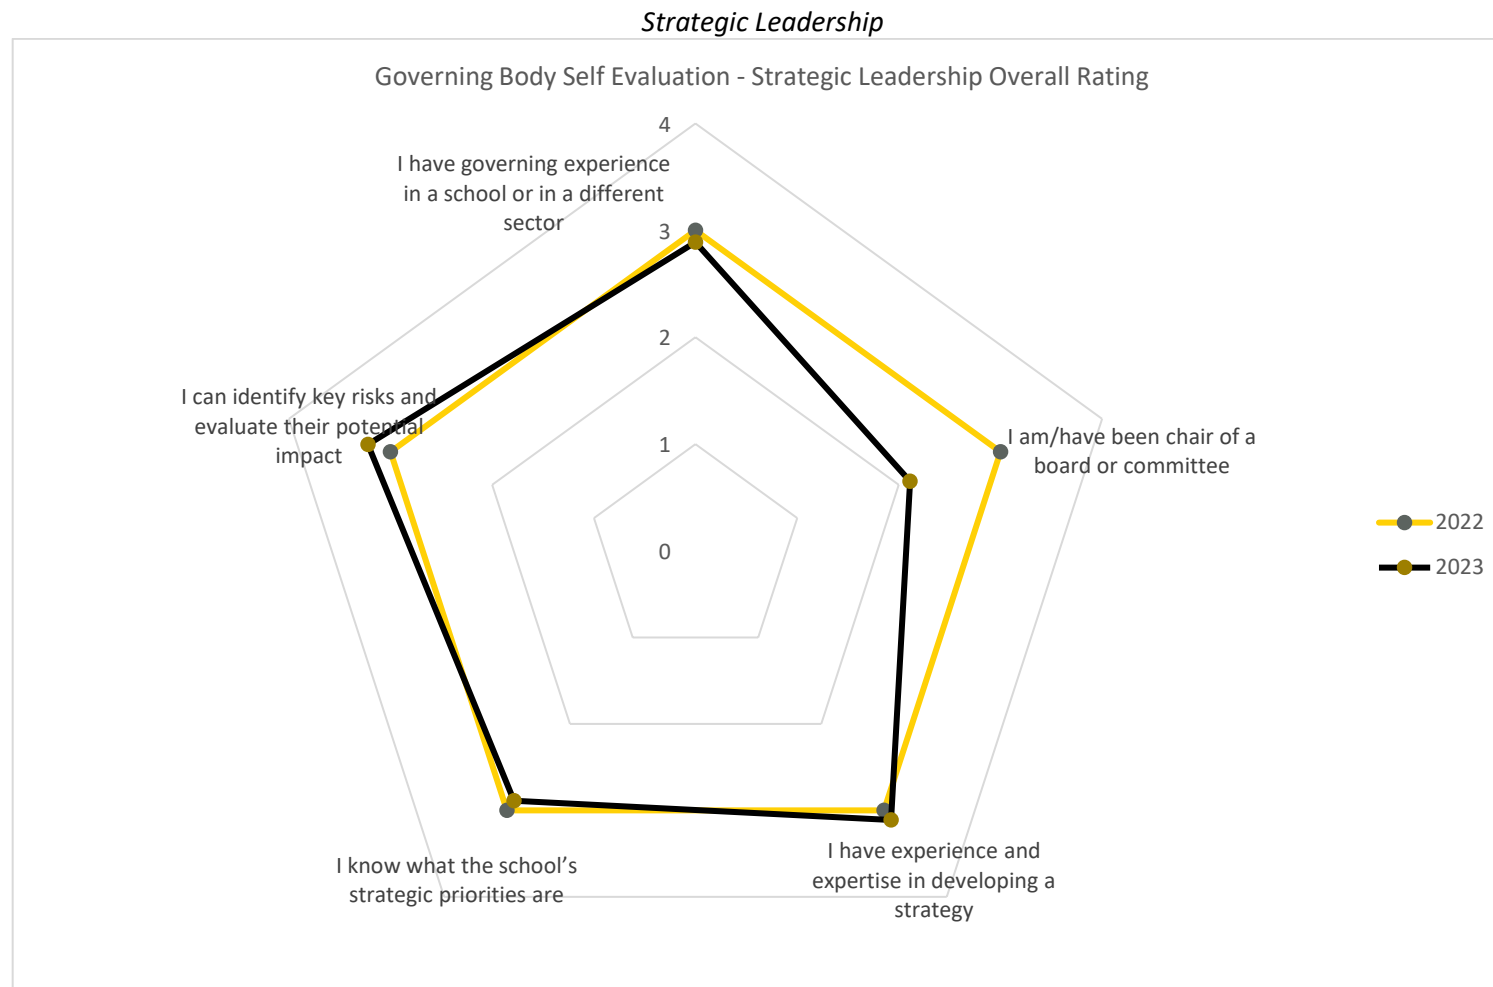 Strategic Leadership
Governing Body Self Evaluation - Strategic Leadership Overall Rating
4
I have governing experience
in a school or in a different
sector
3
2
I can identify key risks and
evaluate their potential
impact
1
I am/have been chair of a
board or committee
0
2022
2023
I know what the school’s
strategic priorities are
I have experience and
expertise in developing a
strategy